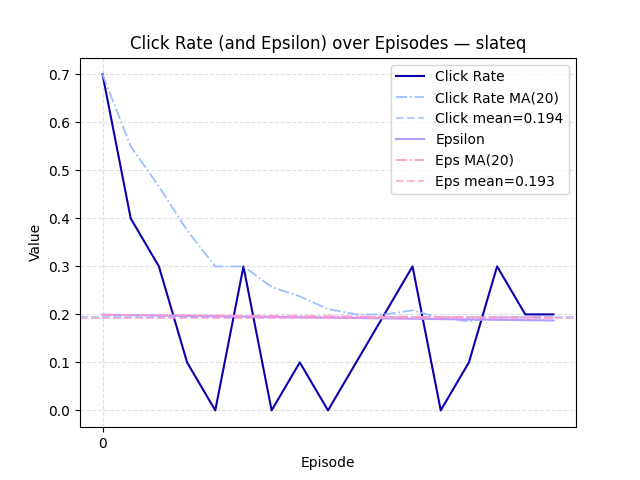 Click Rate (and Epsilon) over Episodes — slateq
Value
0.7
0.6
0.5
0.4
0.3
0.2
0.1
0.0
Click Rate
Click Rate MA(20)
Click mean=0.194
Epsilon
Eps MA(20)
Eps mean=0.193
0
Episode